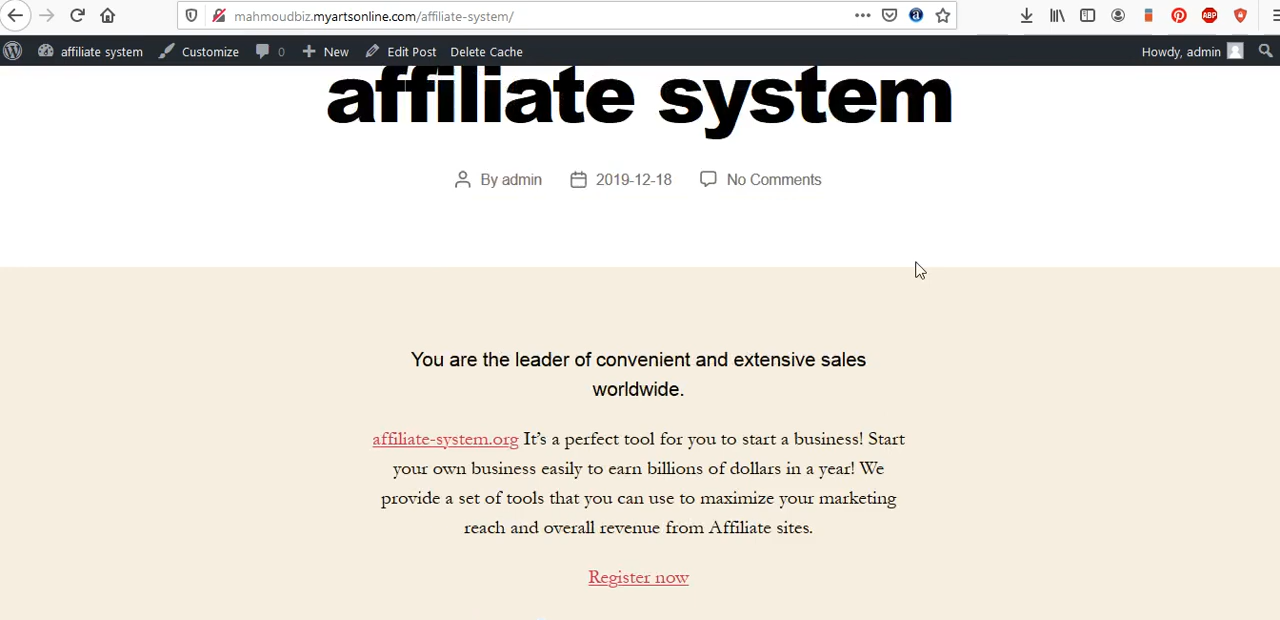 mahmoudbiz.myartsonline.com/affiliate-system/
ABP
affiliate system Customize 0 New Edit Post Delete Cache Howdy, admin
affiliate system
By admin 2019-12-18 No Comments
You are the leader of convenient and extensive sales
worldwide.
affiliate-system.org It’s a perfect tool for you to start a business! Start
your own business easily to earn billions of dollars in a year! We
provide a set of tools that you can use to maximize your marketing
reach and overall revenue from Affiliate sites.
Register now